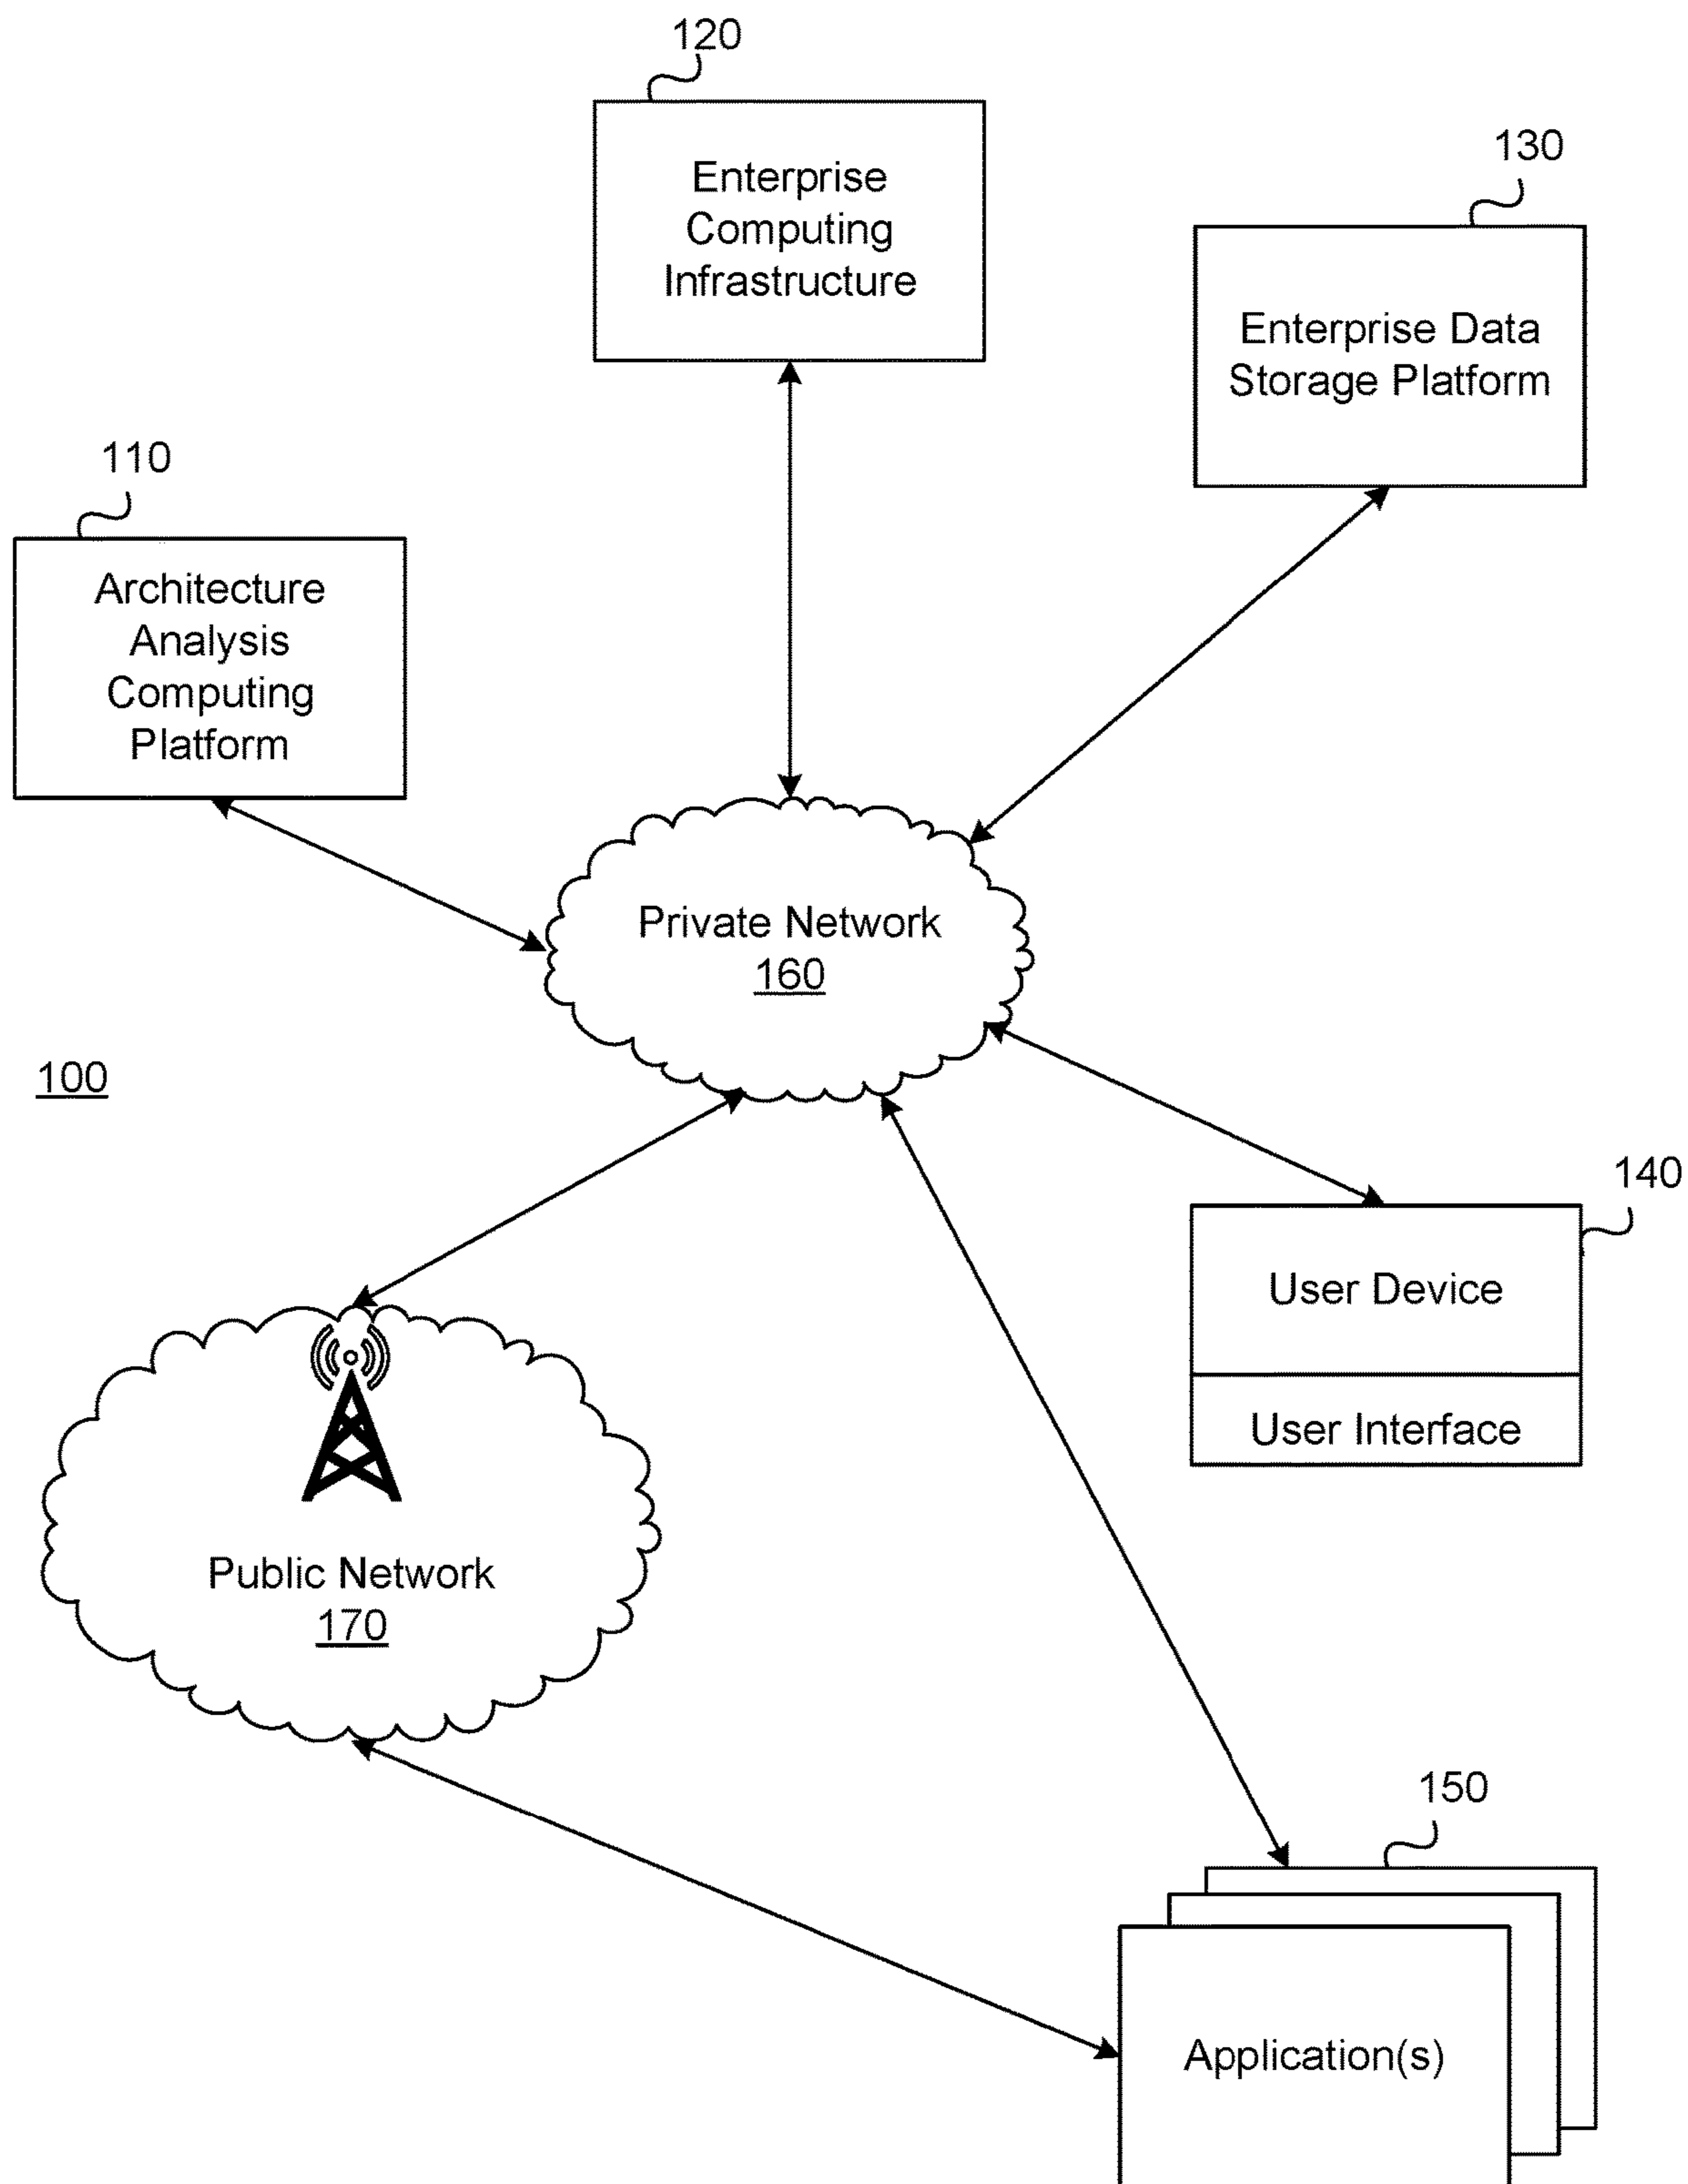 120
Enterprise
Computing
Infrastructure
130
Enterprise Data
Storage Platform
110
Architecture
Analysis
Computing
Platform
Private Network
160
100
140
User Device
User Interface
Public Network
170
150
Application(s)